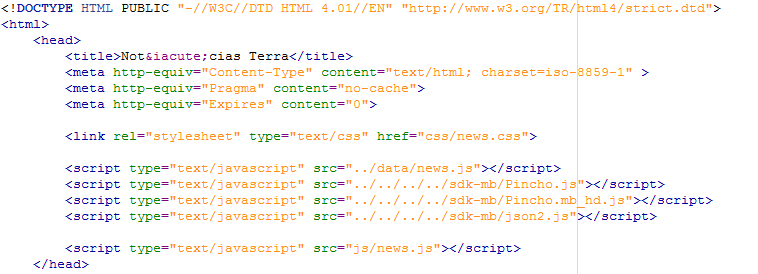 <!DOCTYPE HTML PUBLIC "-//W3C//DTD HTML 4.01//EN" "http://www.w3.org/TR/html4/strict.dtd">
<html>
<head>
<title>Not&iacute;cias Terra</title>
<meta http-equiv="Content-Type" content="text/html; charset=iso-8859-1" >
<meta http-equiv="Pragma" content="no-cache">
<meta http-equiv="Expires" content="0">
<link rel="stylesheet" type="text/css" href="css/news.css">
<script type="text/javascript" src="../data/news.js"></script>
<script type="text/javascript" src="../../../../sdk-mb/Pincho.js"></script>
<script type="text/javascript" src="../../../../sdk-mb/Pincho.mb_hd.js"></script>
<script type="text/javascript" src="../../../../sdk-mb/json2.js"></script>
<script type="text/javascript" src="js/news.js"></script>
</head>